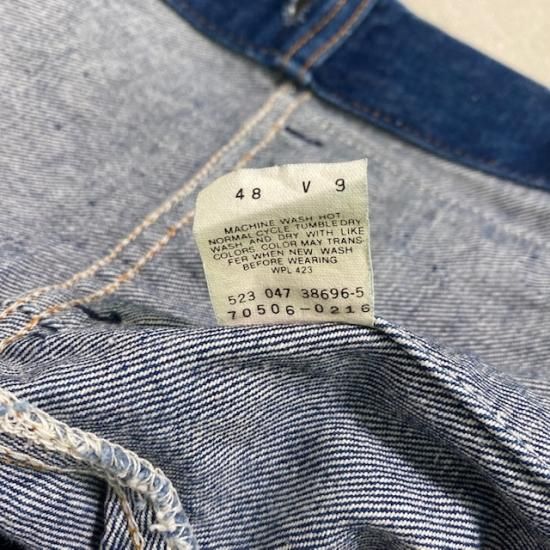 48 V 9
MACHINE WASH HOT
NORMAL CYCLE TUMBLE DRY
WASH AND DRY WITH LIKE
COLORS COLOR MAY TRANS-
FER WHEN NEW WASH
BEFORE WEARING
WPL 423
523 047 38696-5
70506-0216